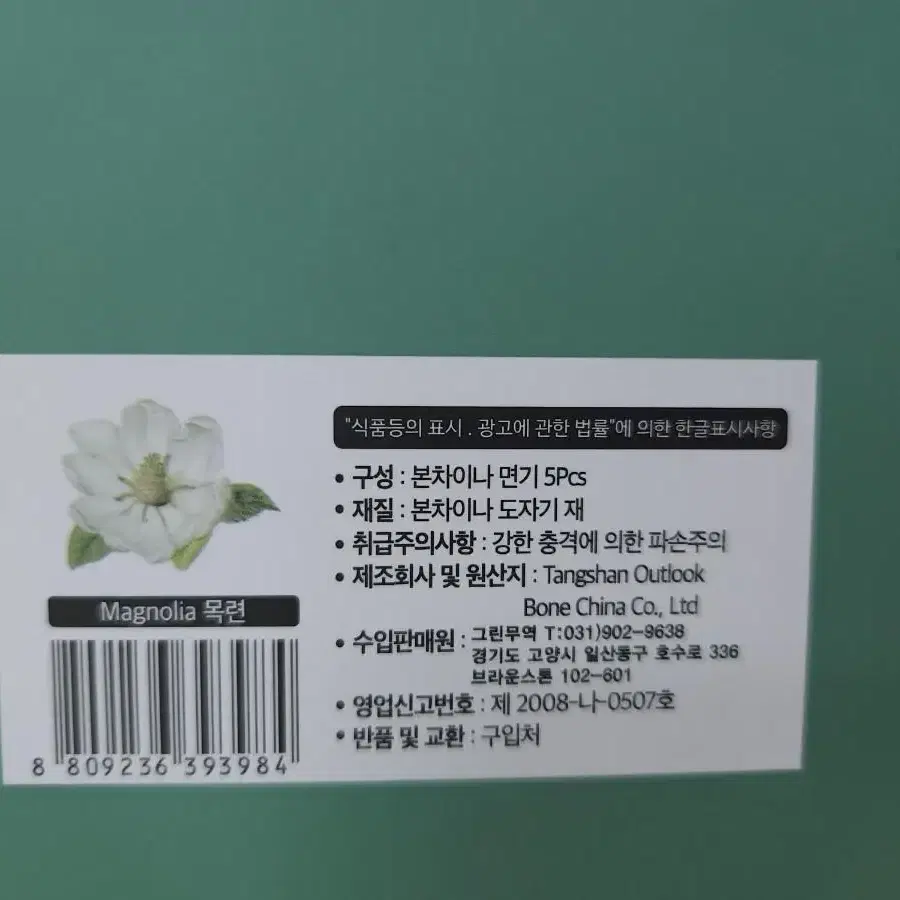 "식품등의 표시 . 광고에 관한 법률"에 의한 한글표시사항
• 구성 : 본차이나 면기 5Pcs
• 재질 : 본차이나 도자기 재
• 취급주의사항 : 강한 충격에 의한 파손주의
• 제조회사 및 원산지 : Tangshan Outlook
Bone China Co., Ltd
• 수입판매원 : 그린무역 T:031)902-9638
경기도 고양시 일산동구 호수로 336
브라운스톤 102-601
• 영업신고번호 : 제 2008-나-0507호
• 반품 및 교환 : 구입처
Magnolia 목련
8 809236 393984